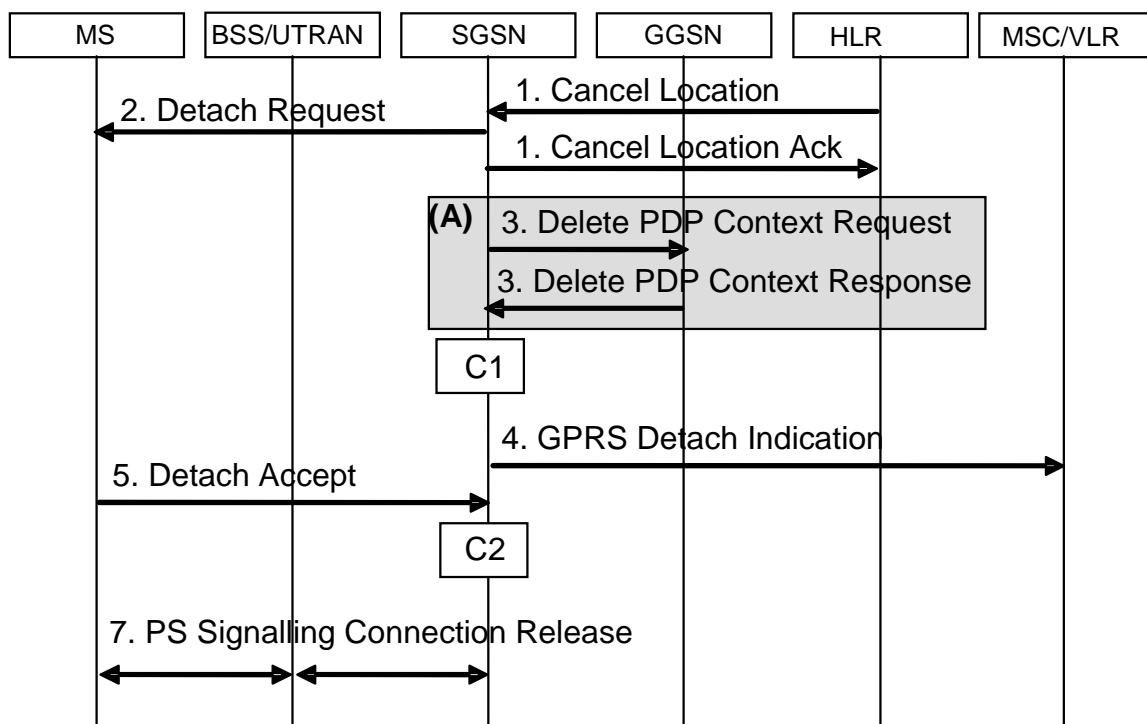 MS
BSS/UTRAN
SGSN
GGSN
HLR
MSC/VLR
1. Cancel Location
2. Detach Request
1. Cancel Location Ack
(A)
3. Delete PDP Context Request
3. Delete PDP Context Response
C1
4. GPRS Detach Indication
5. Detach Accept
C2
7. PS Signalling Connection Release